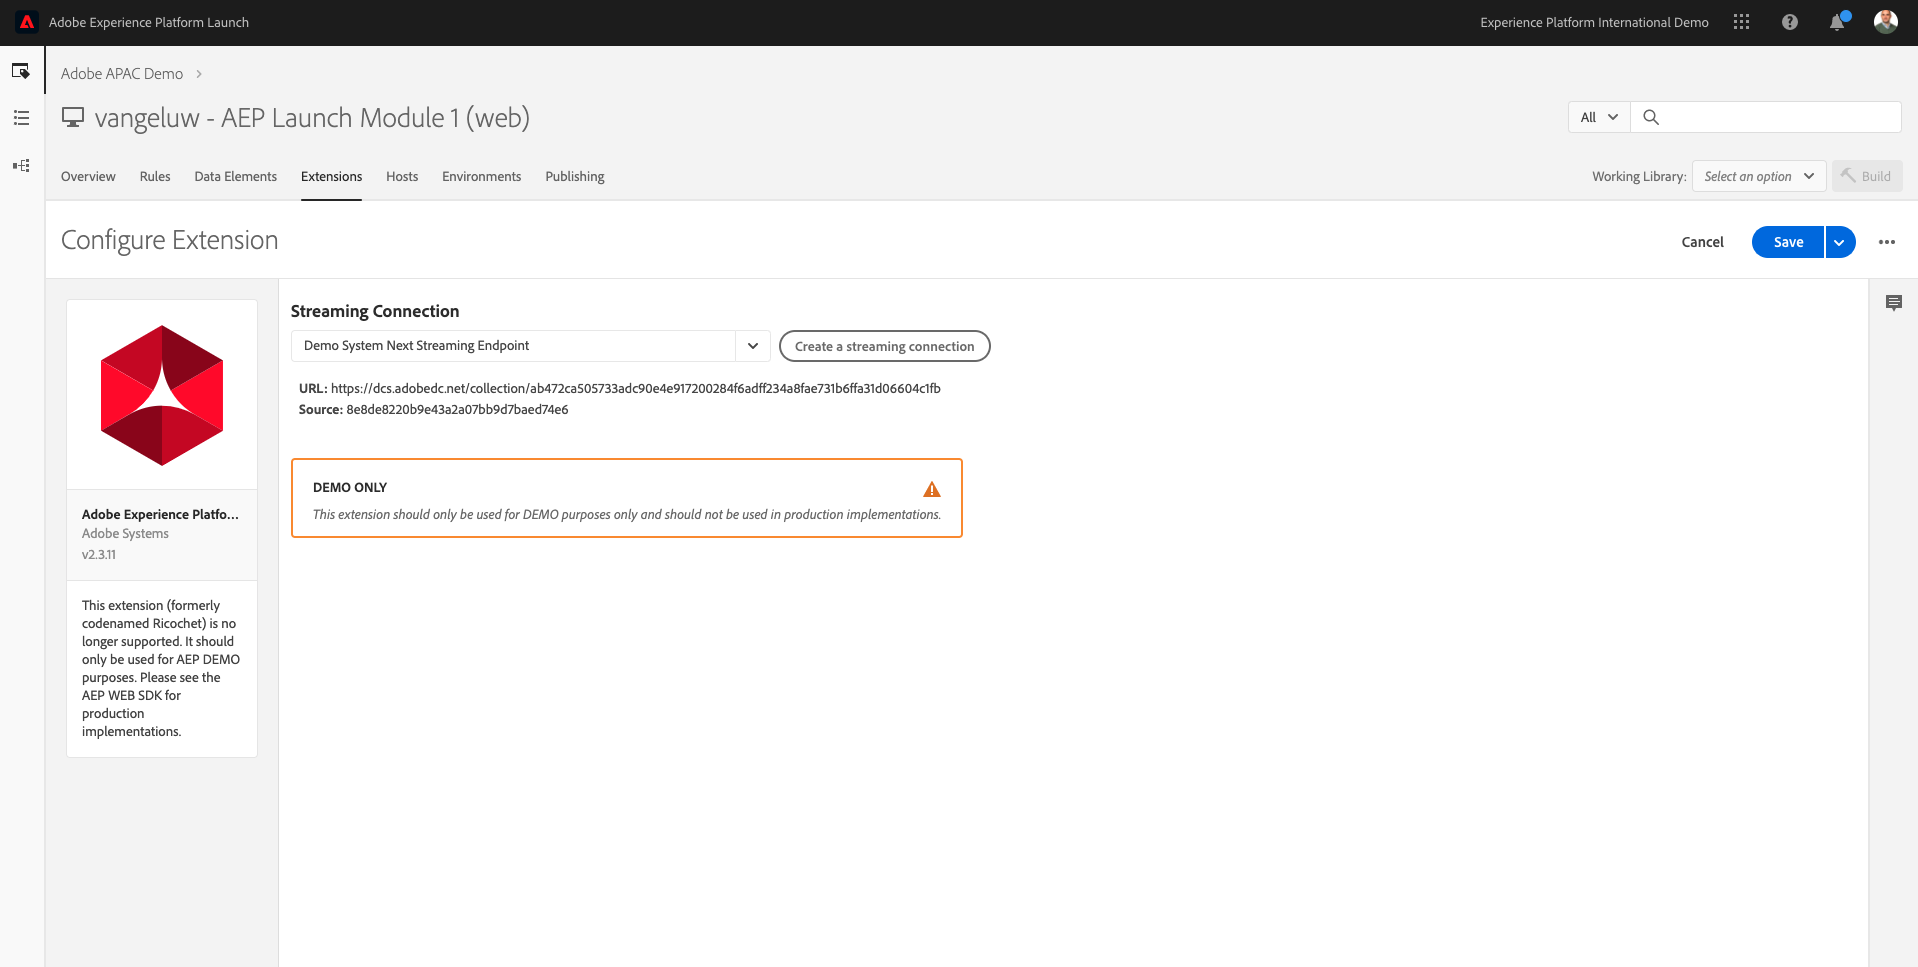 Adobe Experience Platform Launch
Experience Platform International Demo
Adobe APAC Demo
vangeluw - AEP Launch Module 1 (web)
All
Overview Rules Data Elements Extensions Hosts Environments Publishing
Working Library: Select an option Build
Configure Extension
Cancel Save
Streaming Connection
Demo System Next Streaming Endpoint
Create a streaming connection
URL: https://dcs.adobedc.net/collection/ab472ca505733adc90e4e917200284f6adff234a8fae731b6ffa31d06604c1fb
Source: 8e8de8220b9e43a2a07bb9d7baed74e6
DEMO ONLY
This extension should only be used for DEMO purposes only and should not be used in production implementations.
Adobe Experience Platfo...
Adobe Systems
v2.3.11
This extension (formerly
codenamed Ricochet) is no
longer supported. It should
only be used for AEP DEMO
purposes. Please see the
AEP WEB SDK for
production
implementations.